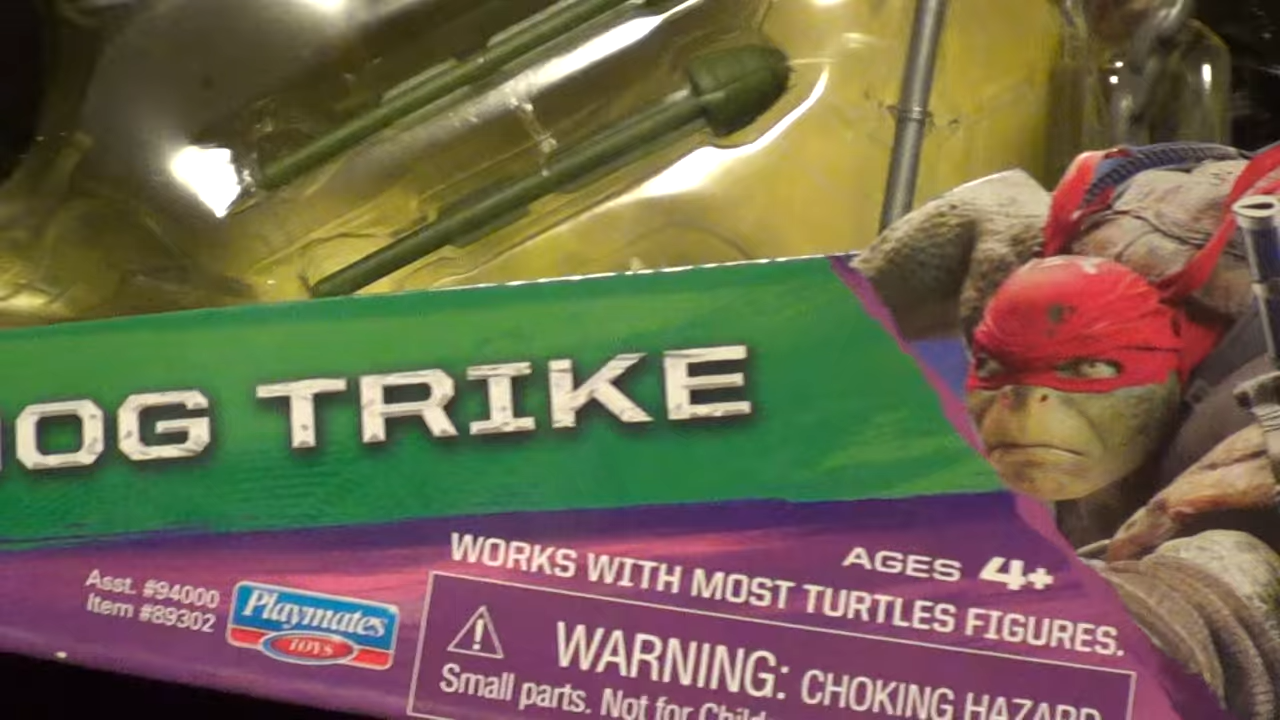 OG TRIKE
WORKS WITH MOST TURTLES FIGURES.
AGES 4+
Asst. #94000
Item #89302
Playmates
TOYS
WARNING: CHOKING HAZARD
Small parts. Not for